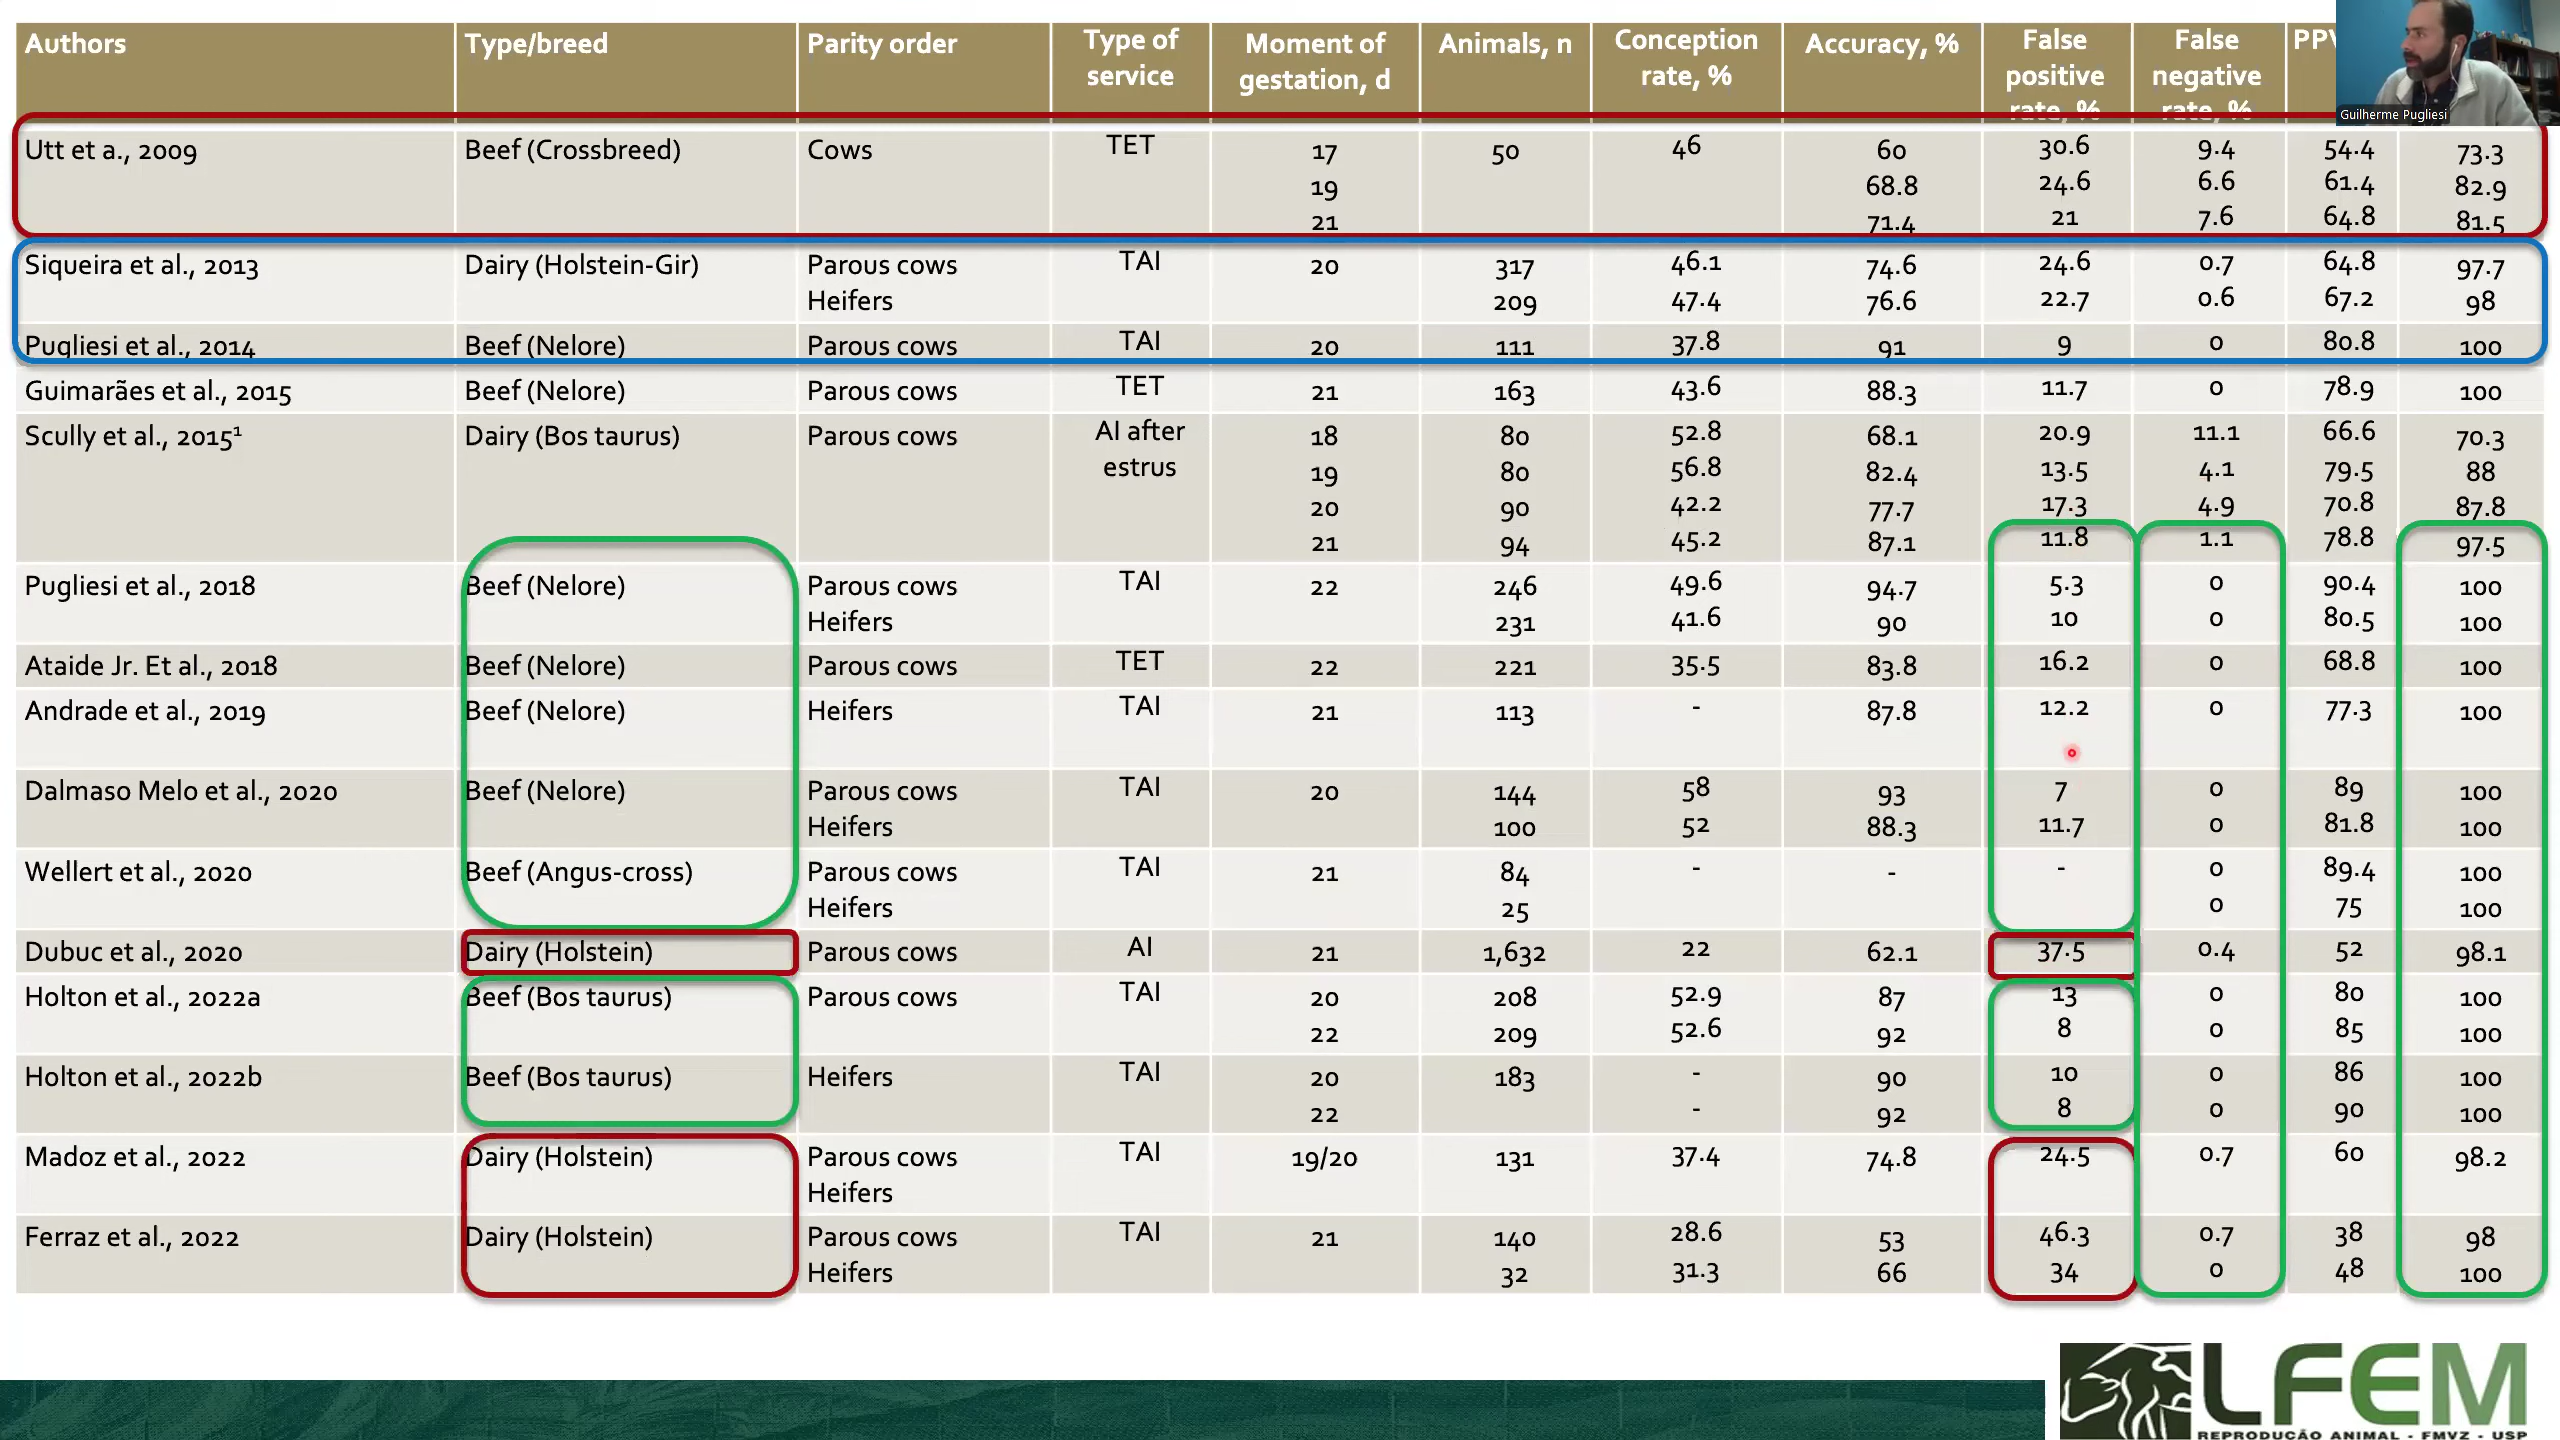 Authors Type/breed Parity order Type of service Moment of gestation, d Animals, n Conception rate, % Accuracy, % False positive rate, % False negative rate, %
Guilherme Pugliesi
Utt et a., 2009 Beef (Crossbreed) Cows TET 17 50 46 60 30.6 9.4 54.4 73.3
19 68.8 24.6 6.6 61.4 82.9
21 71.4 21 7.6 64.8 81.5
Siqueira et al., 2013 Dairy (Holstein-Gir) Parous cows TAI 20 317 46.1 74.6 24.6 0.7 64.8 97.7
Heifers 209 47.4 76.6 22.7 0.6 67.2 98
Pugliesi et al., 2014 Beef (Nelore) Parous cows TAI 20 111 37.8 91 9 0 80.8 100
Guimarães et al., 2015 Beef (Nelore) Parous cows TET 21 163 43.6 88.3 11.7 0 78.9 100
Scully et al., 2015¹ Dairy (Bos taurus) Parous cows AI after estrus 18 80 52.8 68.1 20.9 11.1 66.6 70.3
19 80 56.8 82.4 13.5 4.1 79.5 88
20 90 42.2 77.7 17.3 4.9 70.8 87.8
21 94 45.2 87.1 11.8 1.1 78.8 97.5
Pugliesi et al., 2018 Beef (Nelore) Parous cows TAI 22 246 49.6 94.7 5.3 0 90.4 100
Heifers 231 41.6 90 10 0 80.5 100
Ataide Jr. Et al., 2018 Beef (Nelore) Parous cows TET 22 221 35.5 83.8 16.2 0 68.8 100
Andrade et al., 2019 Beef (Nelore) Heifers TAI 21 113 - 87.8 12.2 0 77.3 100
Dalmaso Melo et al., 2020 Beef (Nelore) Parous cows TAI 20 144 58 93 7 0 89 100
Heifers 100 52 88.3 11.7 0 81.8 100
Wellert et al., 2020 Beef (Angus-cross) Parous cows TAI 21 84 - - - 0 89.4 100
Heifers 25 0 75 100
Dubuc et al., 2020 Dairy (Holstein) Parous cows AI 21 1,632 22 62.1 37.5 0.4 52 98.1
Holton et al., 2022a Beef (Bos taurus) Parous cows TAI 20 208 52.9 87 13 0 80 100
22 209 52.6 92 8 0 85 100
Holton et al., 2022b Beef (Bos taurus) Heifers TAI 20 183 - 90 10 0 86 100
22 - 92 8 0 90 100
Madoz et al., 2022 Dairy (Holstein) Parous cows TAI 19/20 131 37.4 74.8 24.5 0.7 60 98.2
Heifers
Ferraz et al., 2022 Dairy (Holstein) Parous cows TAI 21 140 28.6 53 46.3 0.7 38 98
Heifers 32 31.3 66 34 0 48 100
LFEM
REPRODUÇÃO ANIMAL - FMVZ - USP